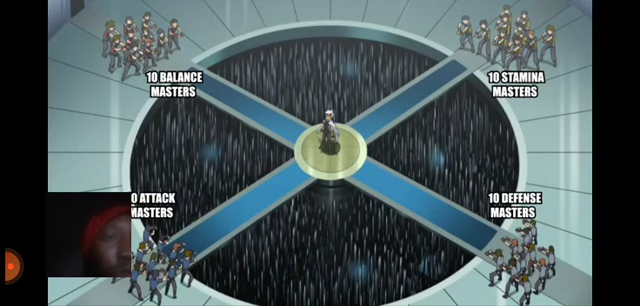 10 BALANCE
MASTERS
10 STAMINA
MASTERS
0 ATTACK
MASTERS
10 DEFENSE
MASTERS